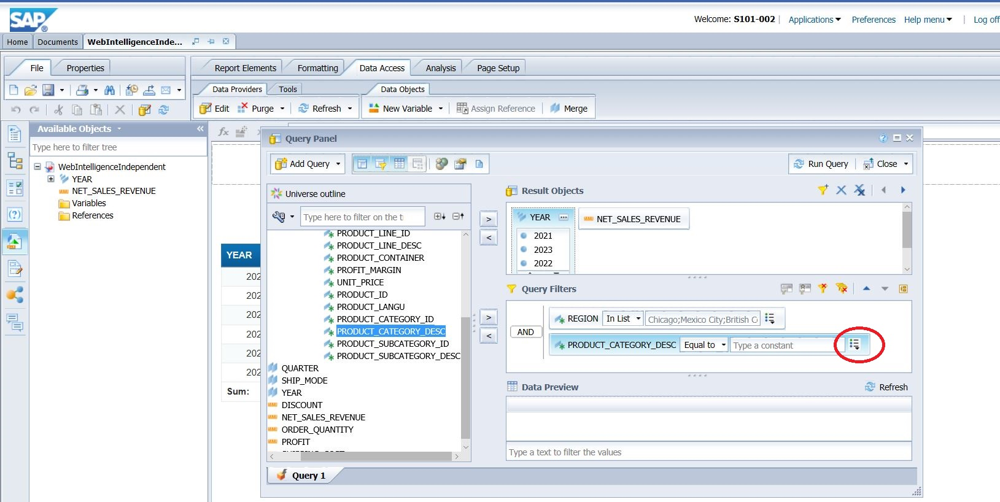 SAP
Welcome: S101-002 Applications Preferences Help menu Log off
Home Documents WebIntelligenceInde...
File Properties Report Elements Formatting Data Access Analysis Page Setup
Data Providers Tools Data Objects
Edit Purge Refresh New Variable Assign Reference Merge
Available Objects
Type here to filter tree
WebIntelligenceIndependent
YEAR
NET_SALES_REVENUE
Variables
References
YEAR
202
202
202
202
202
202
Sum:
Query Panel
Add Query Run Query Close
Universe outline
Type here to filter on the t
PRODUCT_LINE_ID
PRODUCT_LINE_DESC
PRODUCT_CONTAINER
PROFIT_MARGIN
UNIT_PRICE
PRODUCT_ID
PRODUCT_LANGU
PRODUCT_CATEGORY_ID
PRODUCT_CATEGORY_DESC
PRODUCT_SUBCATEGORY_ID
PRODUCT_SUBCATEGORY_DESC
QUARTER
SHIP_MODE
YEAR
DISCOUNT
NET_SALES_REVENUE
ORDER_QUANTITY
PROFIT
Result Objects
YEAR NET_SALES_REVENUE
2021
2023
2022
Query Filters
AND
REGION In List Chicago;Mexico City;British C
PRODUCT_CATEGORY_DESC Equal to Type a constant
Data Preview Refresh
Type a text to filter the values
Query 1